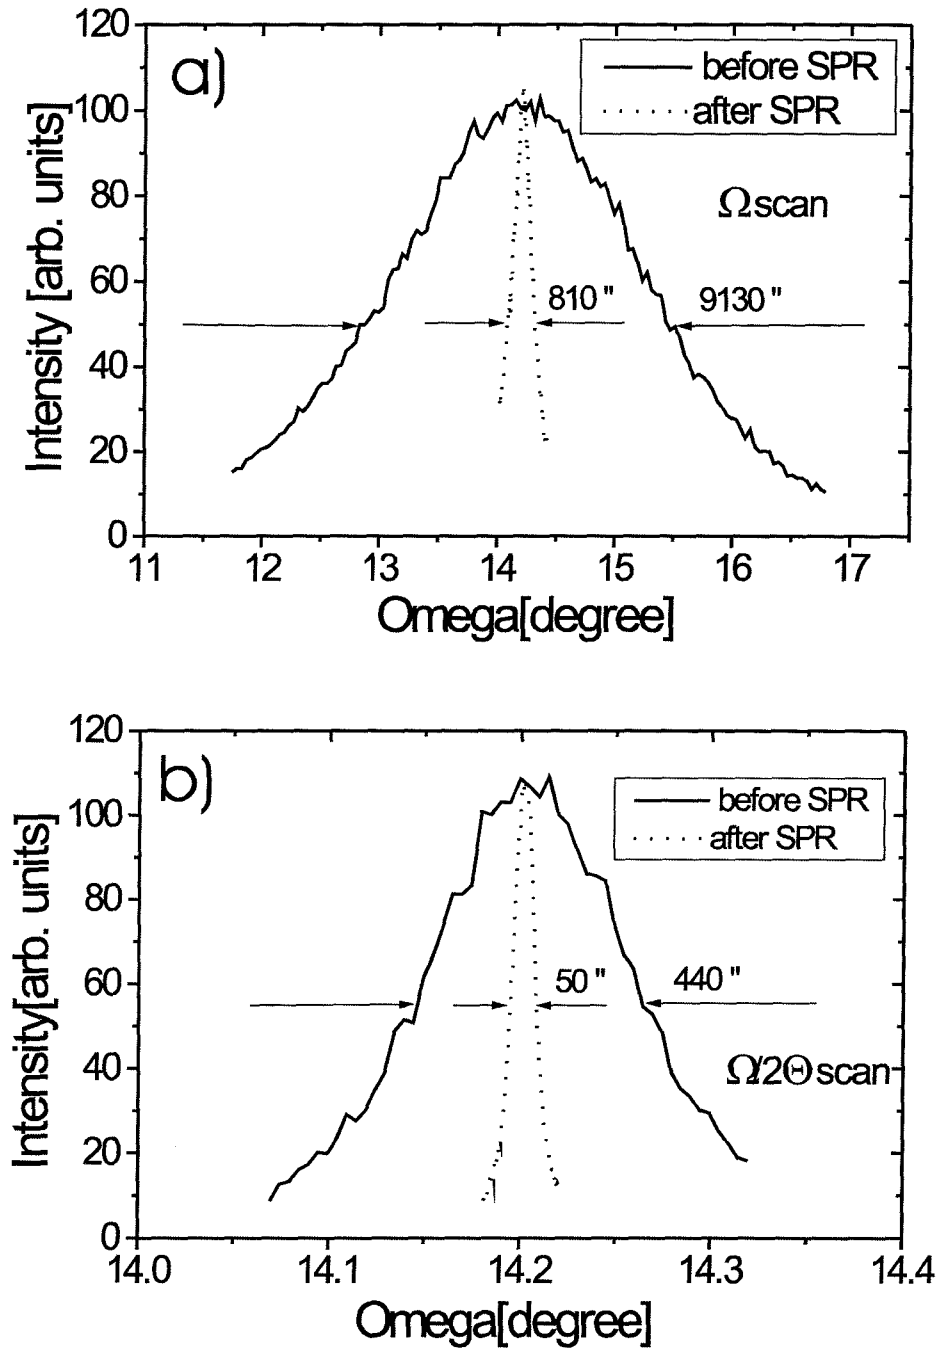 120
100
80
60
40
20
0
Intensity [arb. units]
a)
before SPR
after SPR
Ωscan
810 "
9130 "
11 12 13 14 15 16 17
Omega[degree]
120
100
80
60
40
20
0
Intensity[arb. units]
b)
before SPR
after SPR
50 "
440 "
Ω/2Θscan
14.0 14.1 14.2 14.3 14.4
Omega[degree]